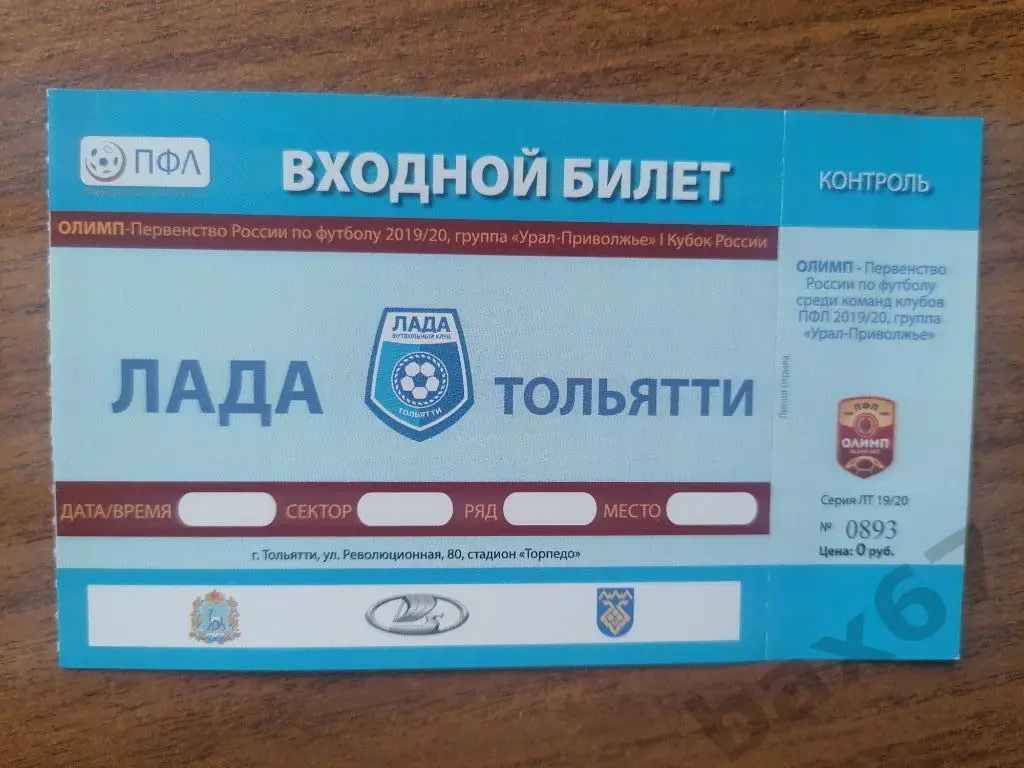 ПФЛ
ВХОДНОЙ БИЛЕТ
ОЛИМП-Первенство России по футболу 2019/20, группа «Урал-Приволжье» I Кубок России
ЛАДА
ЛАДА
ФУТБОЛЬНЫЙ КЛУБ
ТОЛЬЯТТИ
ТОЛЬЯТТИ
ДАТА/ВРЕМЯ СЕКТОР РЯД МЕСТО
г. Тольятти, ул. Революционная, 80, стадион «Торпедо»
Линия отрыва
КОНТРОЛЬ
ОЛИМП - Первенство
России по футболу
среди команд клубов
ПФЛ 2019/20, группа
«Урал-Приволжье»
ПФЛ
ОЛИМП
Серия ЛТ 19/20
№ 0893
Цена: 0 руб.
bax67